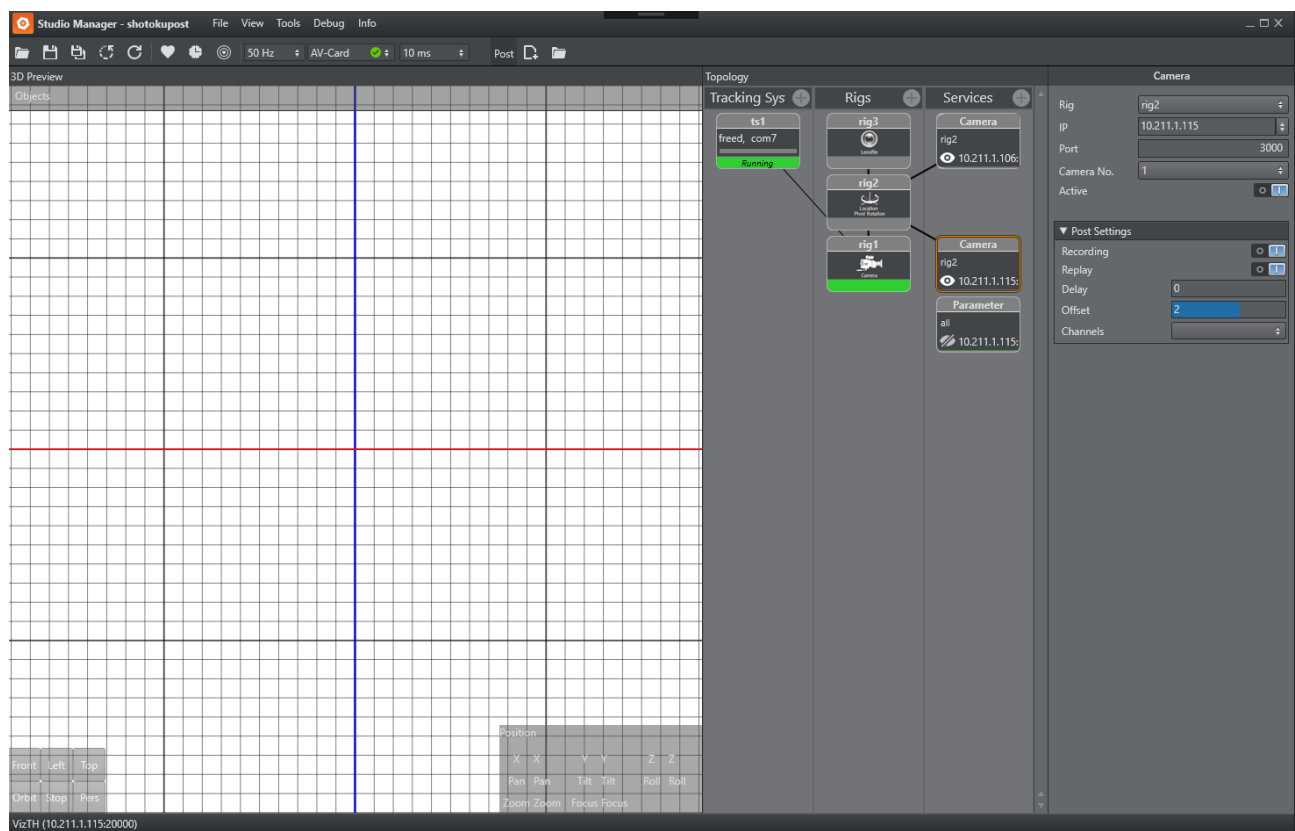 Studio Manager - shotokupost File View Tools Debug Info
50 Hz AV-Card 10 ms Post
3D Preview
Objects
Front Left Top
Orbit Stop Pers
Position
X X Y Y Z Z
Pan Pan Tilt Tilt Roll Roll
Zoom Zoom Focus Focus
Topology
Tracking Sys Rigs Services
ts1
freed, com7
Running
rig3
Lensfile
rig2
Location
Pivot Rotation
rig1
Camera
Camera
rig2
10.211.1.106:
Camera
rig2
10.211.1.115:
Parameter
all
10.211.1.115:
Camera
Rig rig2
IP 10.211.1.115
Port 3000
Camera No. 1
Active
Post Settings
Recording
Replay
Delay 0
Offset 2
Channels
VizTH (10.211.1.115:20000)